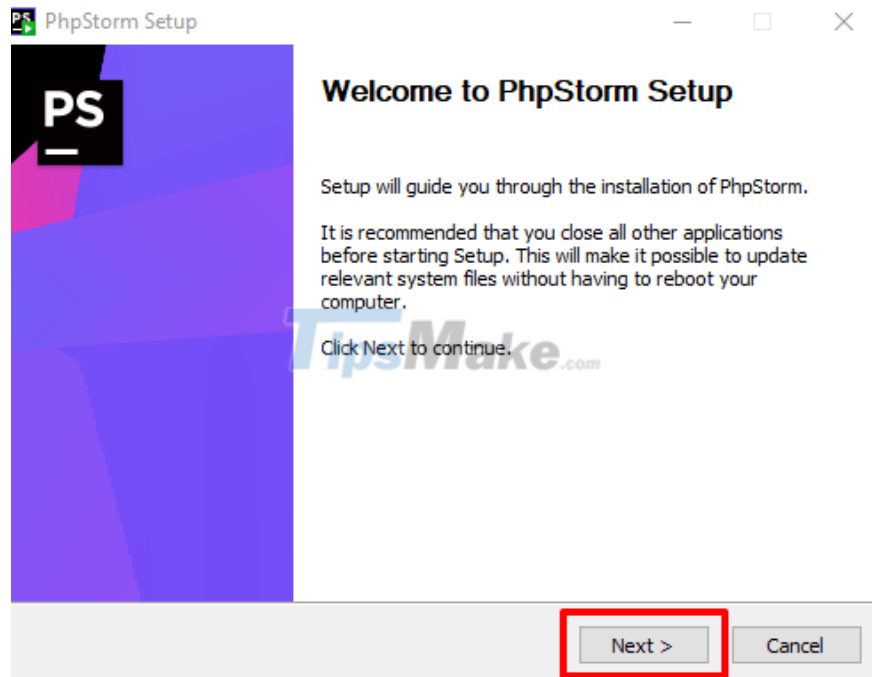 PS PhpStorm Setup
PS
Welcome to PhpStorm Setup
Setup will guide you through the installation of PhpStorm.
It is recommended that you close all other applications
before starting Setup. This will make it possible to update
relevant system files without having to reboot your
computer.
Click Next to continue.
TipsMake.com
Next >
Cancel